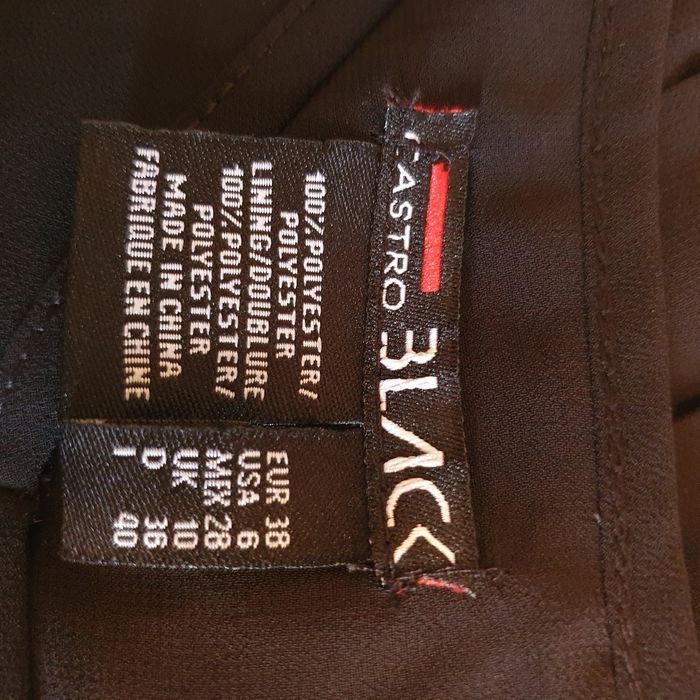 CASTRO
BLACK
100%POLYESTER/
POLYESTER
LINING/DOUBLURE
100%POLYESTER/
POLYESTER
MADE IN CHINA
FABRIQUE EN CHINE
EUR 38
USA 6
MEX 28
UK 10
D 36
I 40